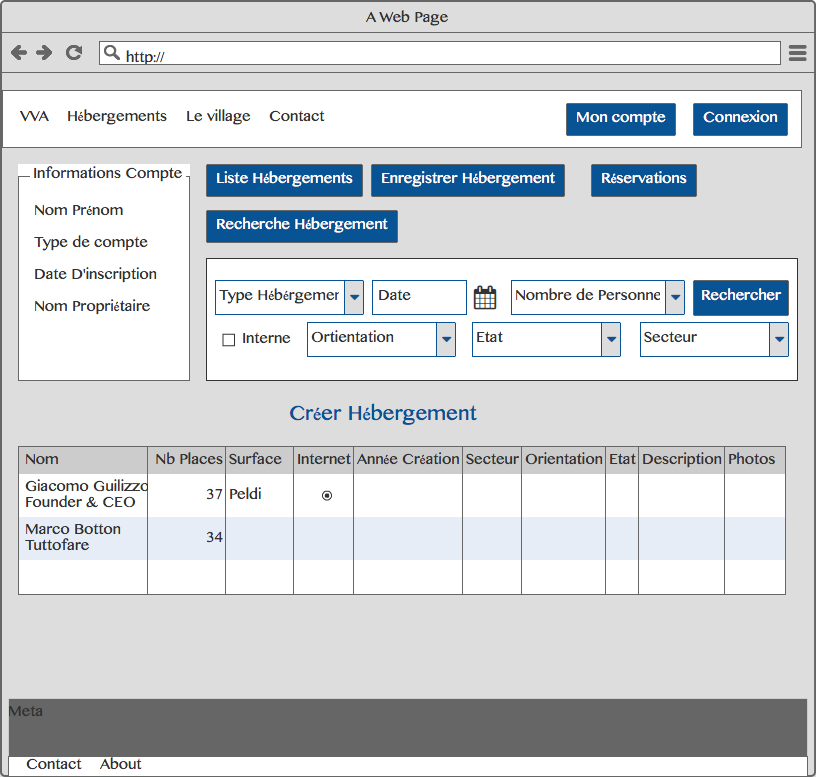 A Web Page
http://
VVA Hébergements Le village Contact Mon compte Connexion
Informations Compte
Nom Prénom
Type de compte
Date D'inscription
Nom Propriétaire
Liste Hébergements Enregistrer Hébergement Réservations
Recherche Hébergement
Type Hébergemer Date Nombre de Personne Rechercher
Interne Ortientation Etat Secteur
Créer Hébergement
Nom Nb Places Surface Internet Année Création Secteur Orientation Etat Description Photos
Giacomo Guilizzo
Founder & CEO 37 Peldi
Marco Botton
Tuttofare 34
Meta
Contact About